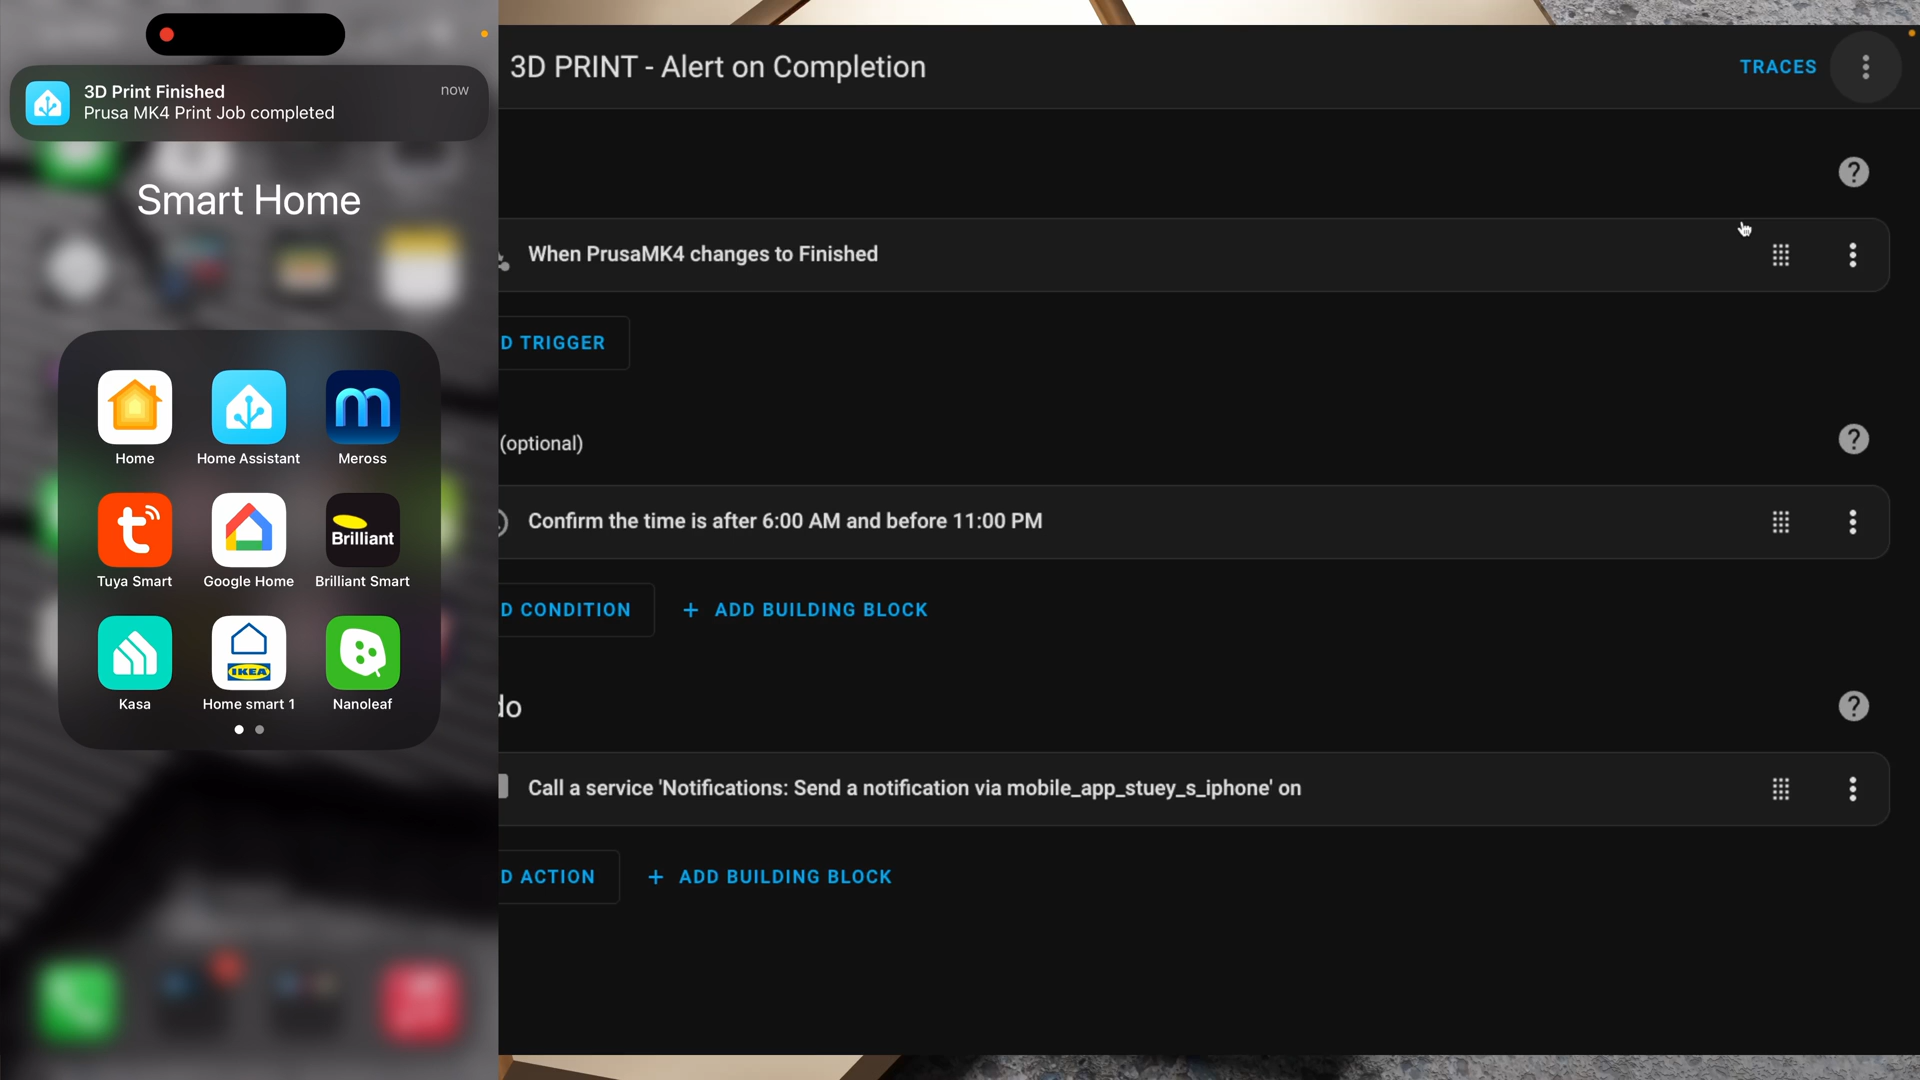 3D Print Finished
now
Prusa MK4 Print Job completed
Smart Home
Home
Home Assistant
Meross
Brilliant
Tuya Smart
Google Home
Brilliant Smart
IKEA
Kasa
Home smart 1
Nanoleaf
3D PRINT - Alert on Completion
TRACES
When PrusaMK4 changes to Finished
D TRIGGER
(optional)
Confirm the time is after 6:00 AM and before 11:00 PM
D CONDITION
+ ADD BUILDING BLOCK
do
Call a service 'Notifications: Send a notification via mobile_app_stuey_s_iphone' on
D ACTION
+ ADD BUILDING BLOCK